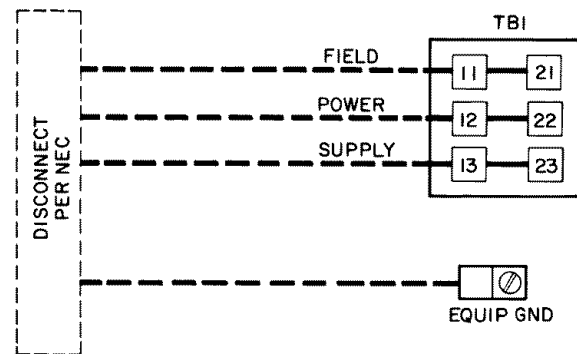 TB1
FIELD
11 21
POWER
12 22
SUPPLY
13 23
DISCONNECT
PER NEC
EQUIP GND